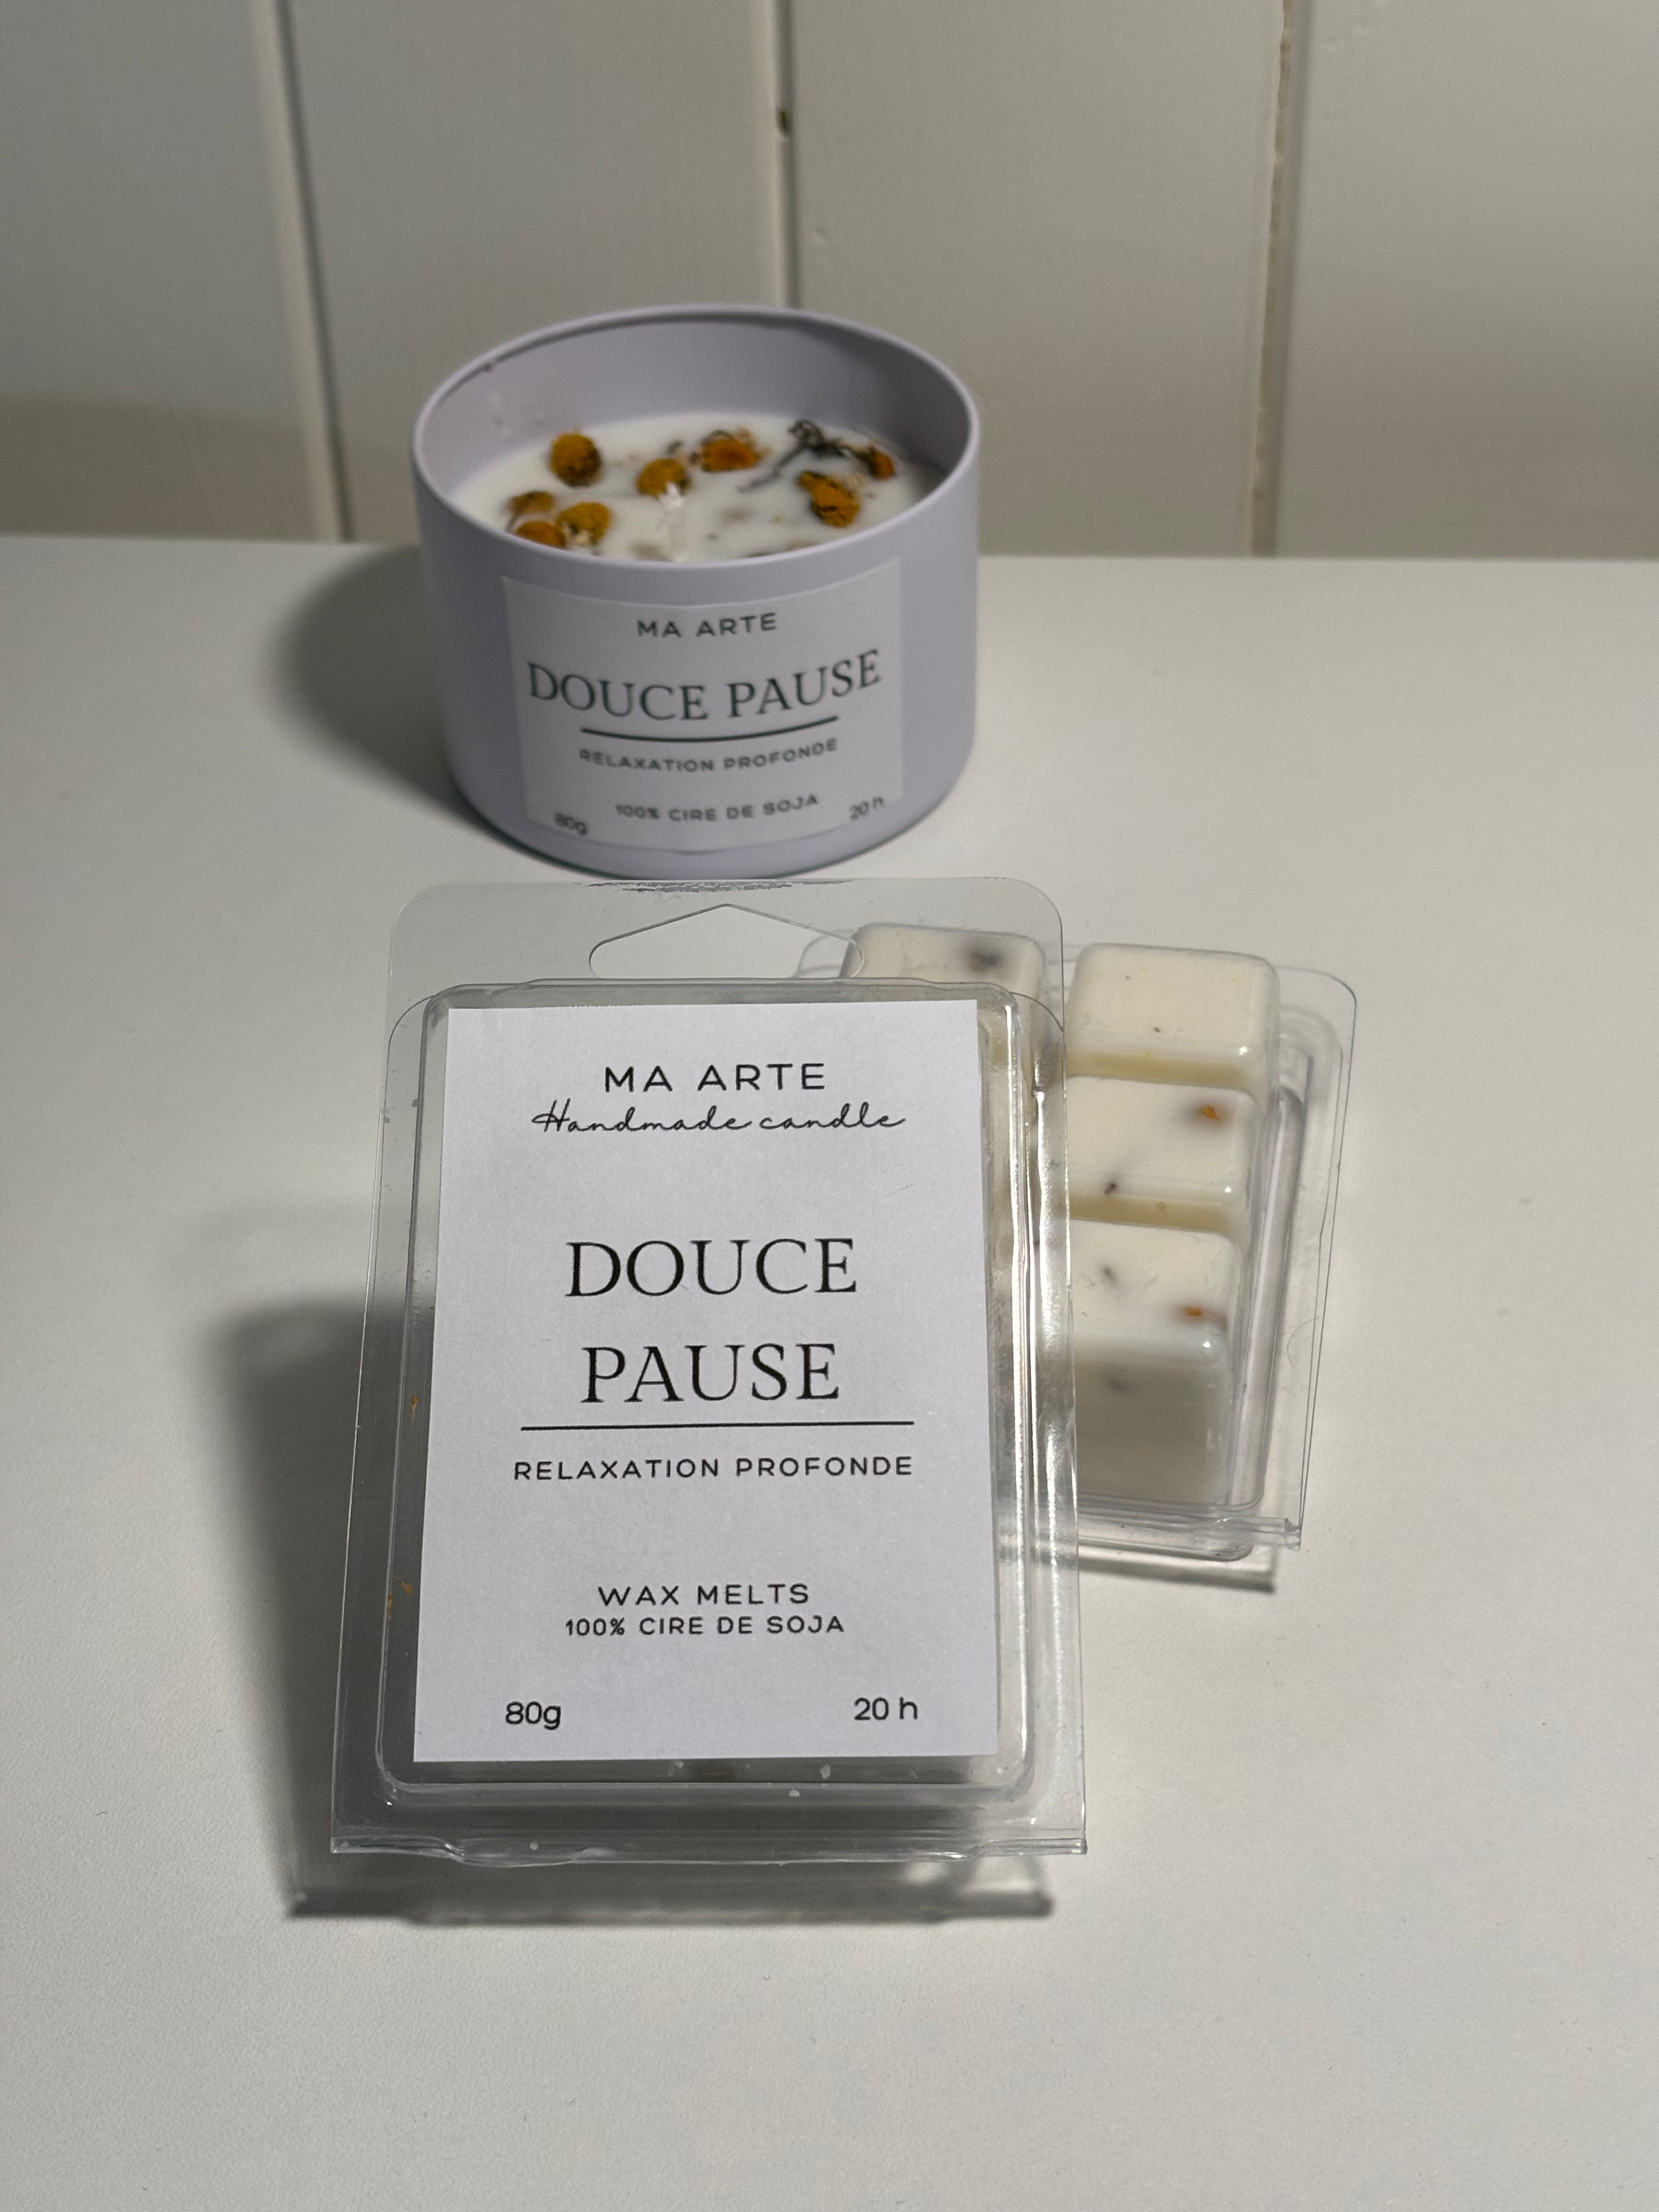 MA ARTE
DOUCE PAUSE
RELAXATION PROFONDE
100% CIRE DE SOJA
80g 20 h
MA ARTE
Handmade candle
DOUCE
PAUSE
RELAXATION PROFONDE
WAX MELTS
100% CIRE DE SOJA
80g 20 h